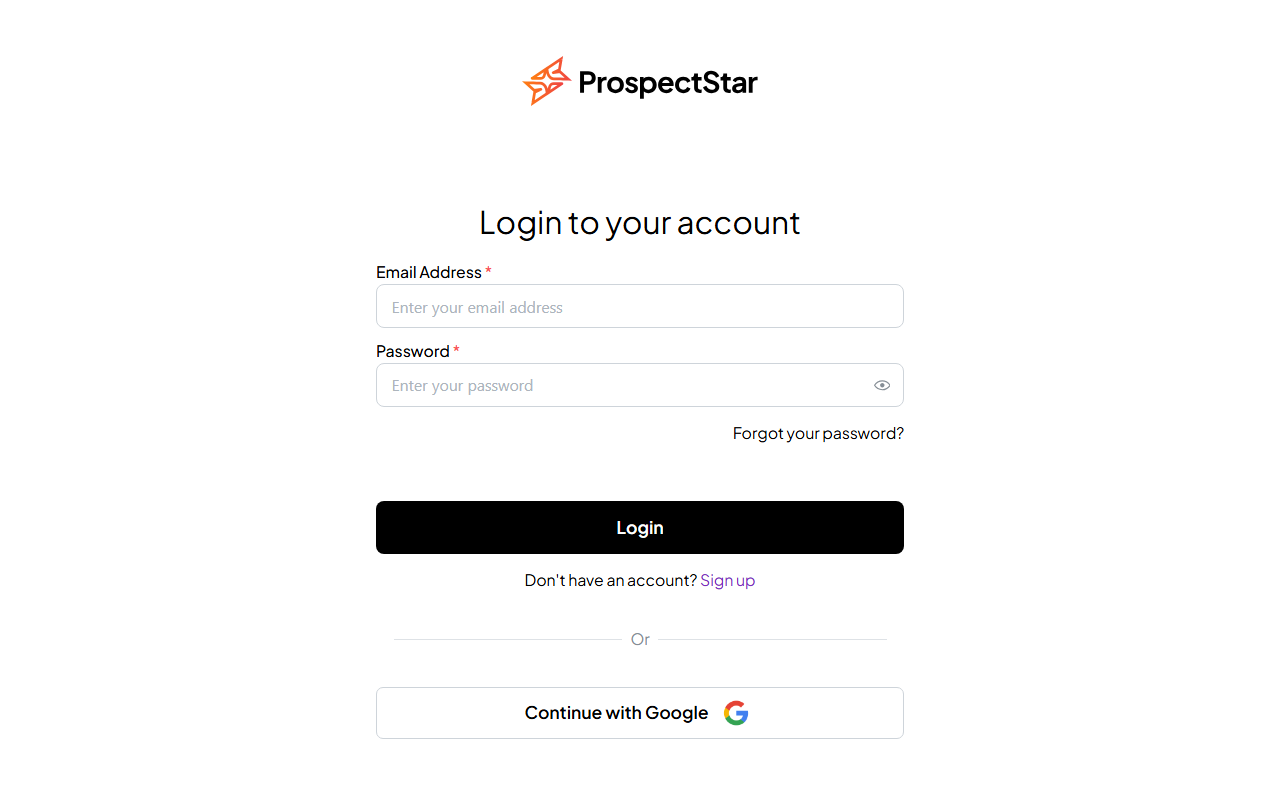 ProspectStar
Login to your account
Email Address *
Enter your email address
Password *
Enter your password
Forgot your password?
Login
Don't have an account? Sign up
Or
Continue with Google